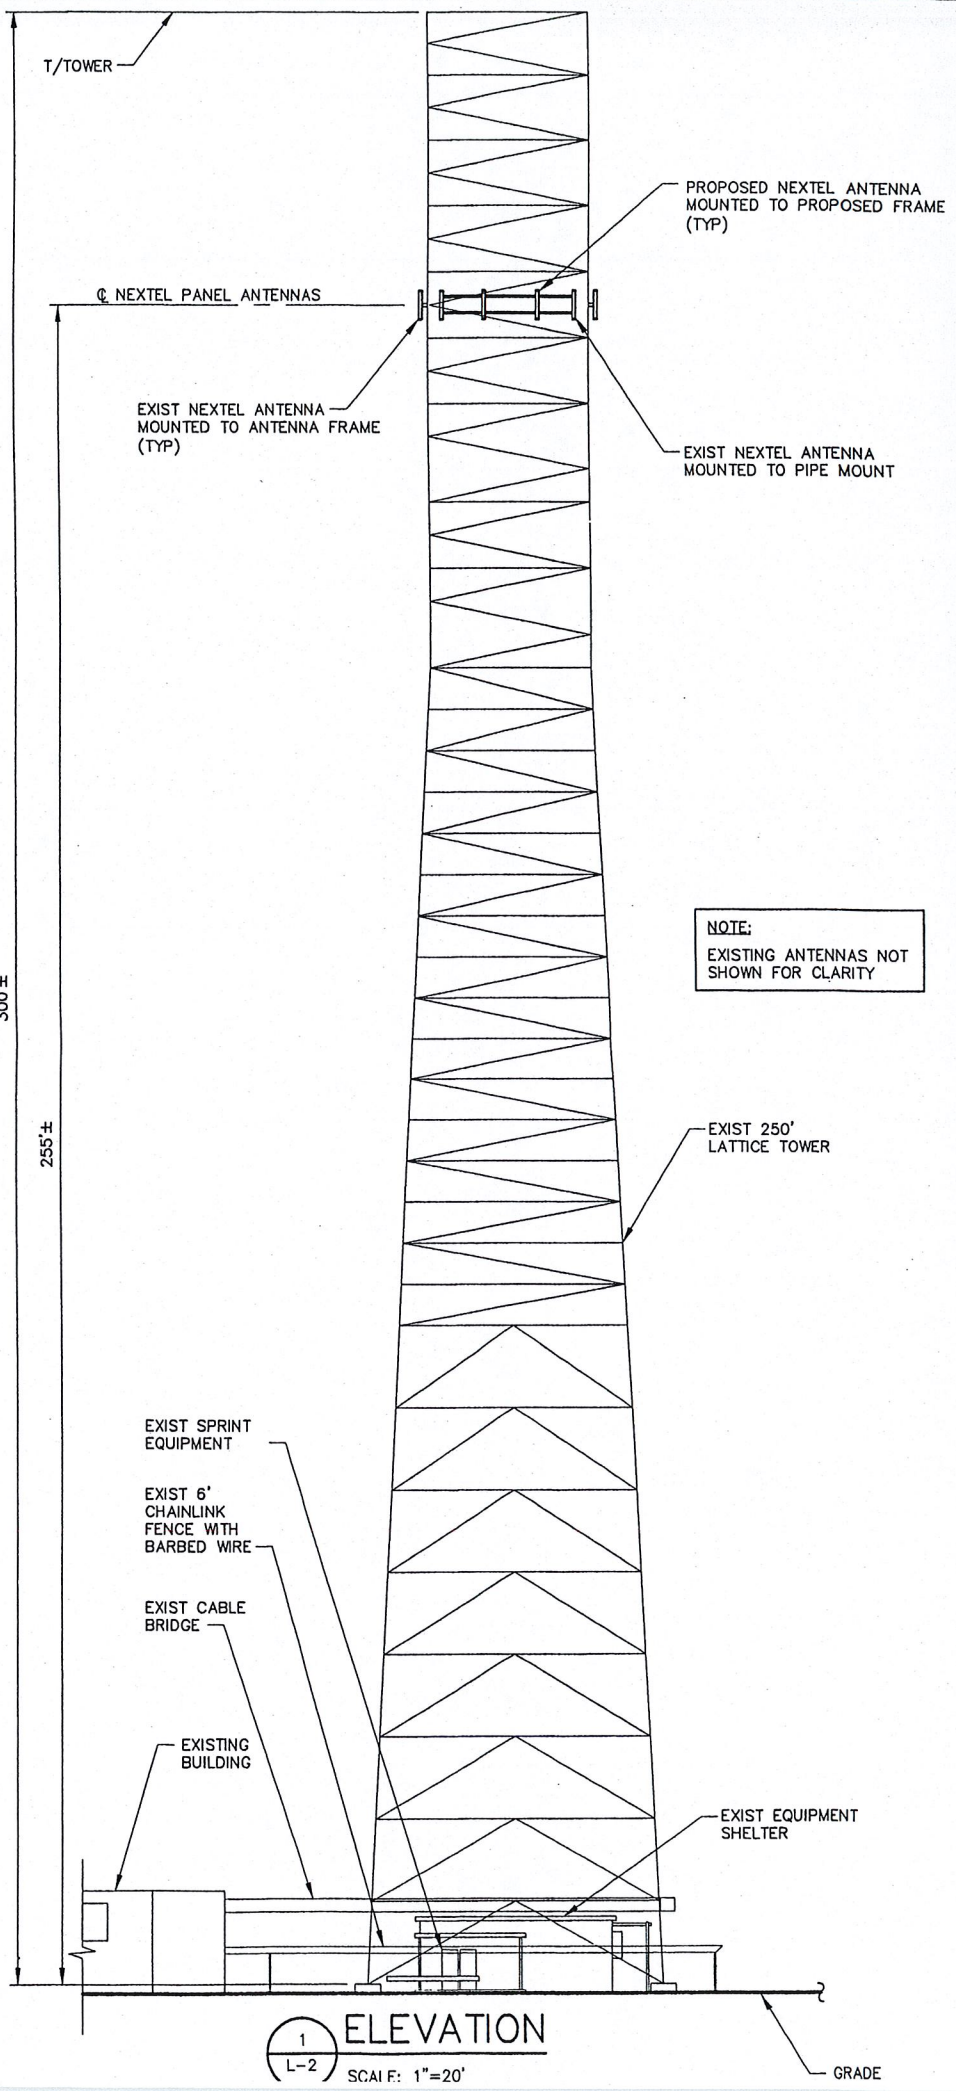 T/TOWER
PROPOSED NEXTEL ANTENNA
MOUNTED TO PROPOSED FRAME
(TYP)
℄ NEXTEL PANEL ANTENNAS
EXIST NEXTEL ANTENNA
MOUNTED TO ANTENNA FRAME
(TYP)
EXIST NEXTEL ANTENNA
MOUNTED TO PIPE MOUNT
NOTE:
EXISTING ANTENNAS NOT
SHOWN FOR CLARITY
300'±
255'±
EXIST 250'
LATTICE TOWER
EXIST SPRINT
EQUIPMENT
EXIST 6'
CHAINLINK
FENCE WITH
BARBED WIRE
EXIST CABLE
BRIDGE
EXISTING
BUILDING
EXIST EQUIPMENT
SHELTER
1
L-2
ELEVATION
SCALE: 1"=20'
GRADE